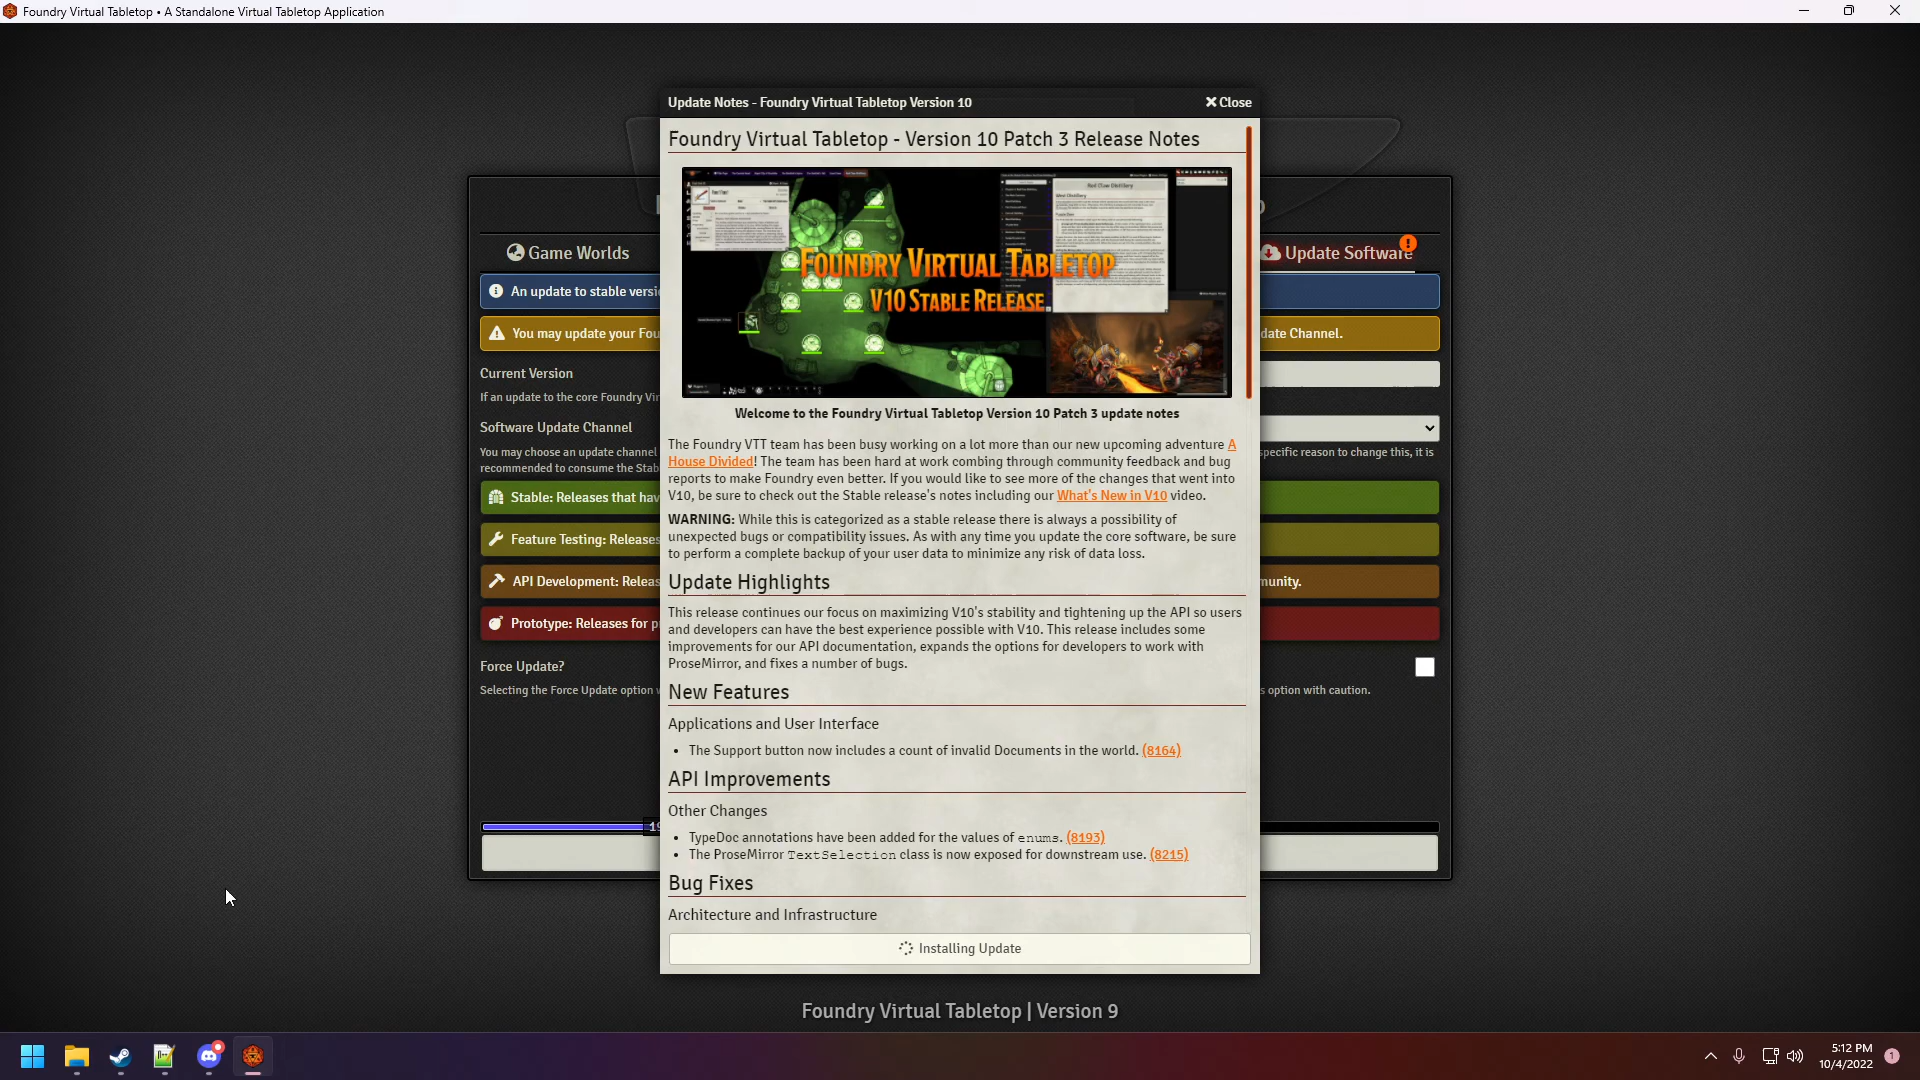 Foundry Virtual Tabletop • A Standalone Virtual Tabletop Application
Update Notes - Foundry Virtual Tabletop Version 10
Close
Foundry Virtual Tabletop - Version 10 Patch 3 Release Notes
FOUNDRY VIRTUAL TABLETOP
V10 STABLE RELEASE
Welcome to the Foundry Virtual Tabletop Version 10 Patch 3 update notes
The Foundry VTT team has been busy working on a lot more than our new upcoming adventure A
House Divided! The team has been hard at work combing through community feedback and bug
reports to make Foundry even better. If you would like to see more of the changes that went into
V10, be sure to check out the Stable release's notes including our What's New in V10 video.
WARNING: While this is categorized as a stable release there is always a possibility of
unexpected bugs or compatibility issues. As with any time you update the core software, be sure
to perform a complete backup of your user data to minimize any risk of data loss.
Update Highlights
This release continues our focus on maximizing V10's stability and tightening up the API so users
and developers can have the best experience possible with V10. This release includes some
improvements for our API documentation, expands the options for developers to work with
ProseMirror, and fixes a number of bugs.
New Features
Applications and User Interface
• The Support button now includes a count of invalid Documents in the world. (8164)
API Improvements
Other Changes
• TypeDoc annotations have been added for the values of enums. (8193)
• The ProseMirror TextSelection class is now exposed for downstream use. (8215)
Bug Fixes
Architecture and Infrastructure
Installing Update
Game Worlds
Update Software
An update to stable versi
You may update your Fou
date Channel.
Current Version
If an update to the core Foundry Vir
Software Update Channel
You may choose an update channel
pecific reason to change this, it is
recommended to consume the Stab
Stable: Releases that hav
Feature Testing: Releases
API Development: Releas
munity.
Prototype: Releases for p
Force Update?
Selecting the Force Update option w
s option with caution.
19
Foundry Virtual Tabletop | Version 9
5:12 PM
10/4/2022
1